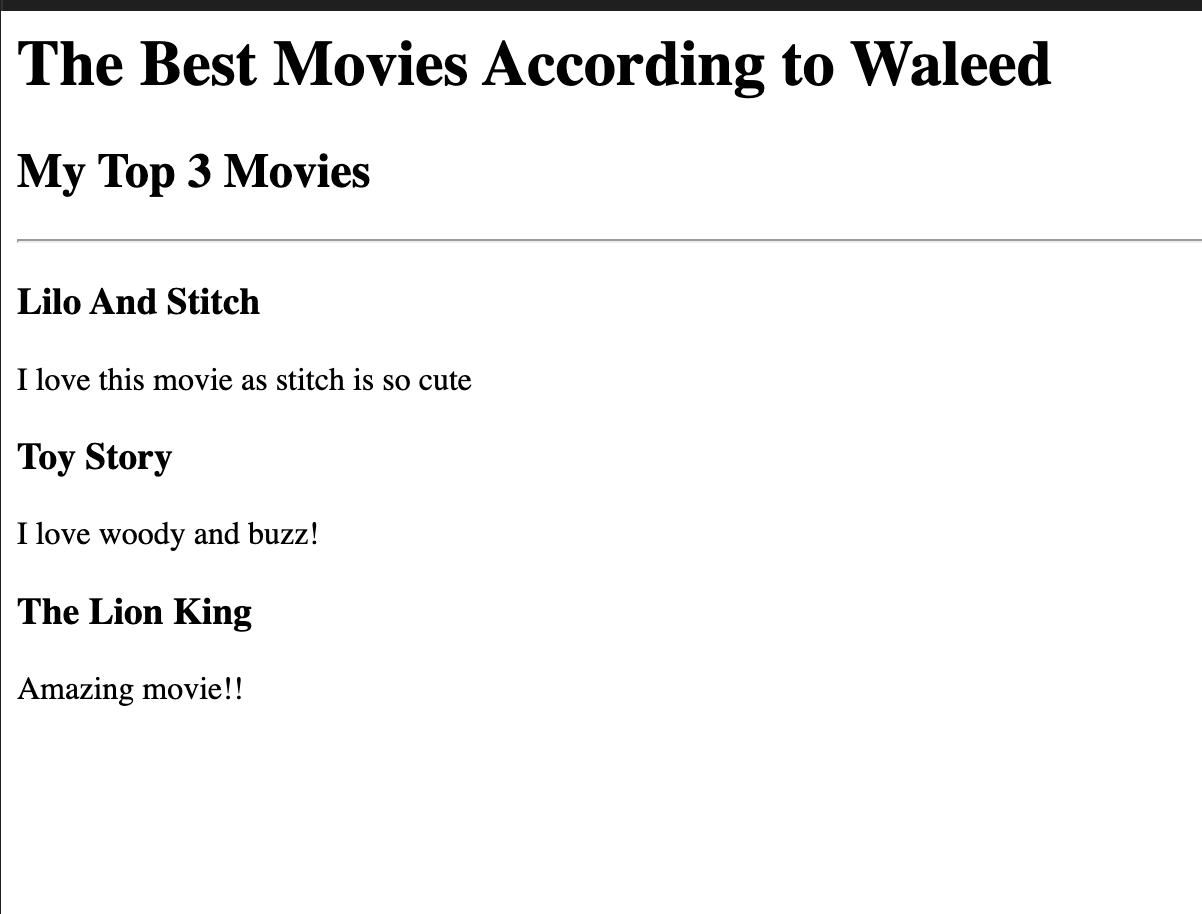 The Best Movies According to Waleed
My Top 3 Movies
Lilo And Stitch
I love this movie as stitch is so cute
Toy Story
I love woody and buzz!
The Lion King
Amazing movie!!